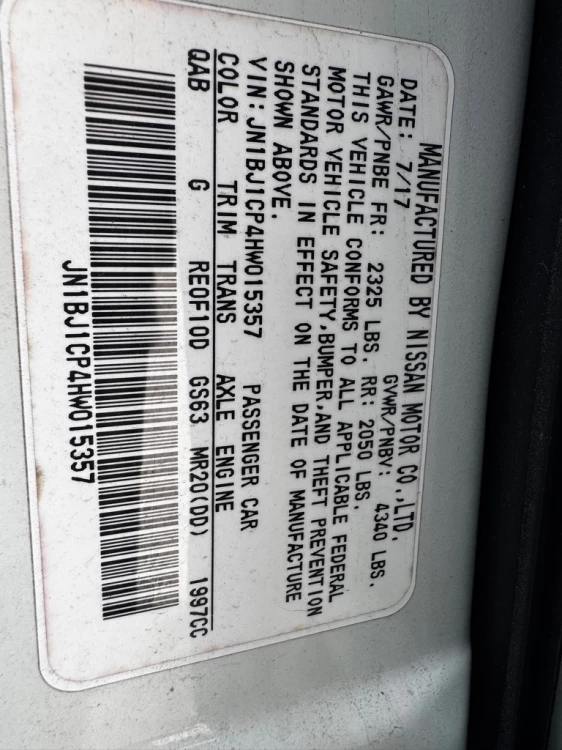 MANUFACTURED BY NISSAN MOTOR CO.,LTD.
DATE: 7/17 GVWR/PNBV: 4340 LBS.
GAWR/PNBE FR: 2325 LBS. RR: 2050 LBS.
THIS VEHICLE CONFORMS TO ALL APPLICABLE FEDERAL
MOTOR VEHICLE SAFETY,BUMPER,AND THEFT PREVENTION
STANDARDS IN EFFECT ON THE DATE OF MANUFACTURE
SHOWN ABOVE.
VIN:JN1BJ1CP4HW015357 PASSENGER CAR
COLOR TRIM TRANS AXLE ENGINE
QAB G RE0F10D GS63 MR20(DD) 1997CC
JN1BJ1CP4HW015357